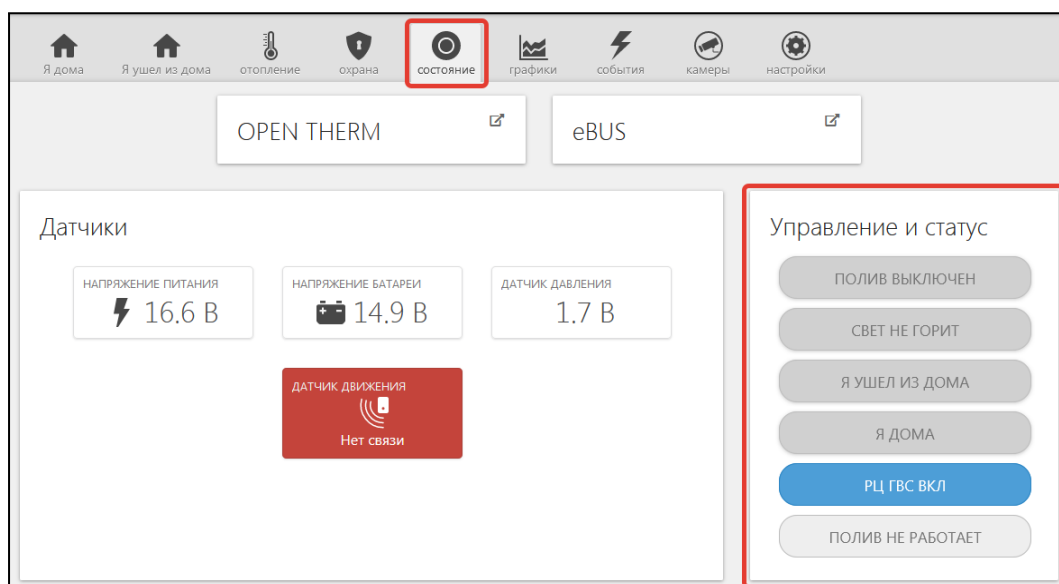 Я дома
Я ушел из дома
отопление
охрана
состояние
графики
события
камеры
настройки
OPEN THERM
eBUS
Датчики
НАПРЯЖЕНИЕ ПИТАНИЯ
16.6 В
НАПРЯЖЕНИЕ БАТАРЕИ
14.9 В
ДАТЧИК ДАВЛЕНИЯ
1.7 В
ДАТЧИК ДВИЖЕНИЯ
Нет связи
Управление и статус
ПОЛИВ ВЫКЛЮЧЕН
СВЕТ НЕ ГОРИТ
Я УШЕЛ ИЗ ДОМА
Я ДОМА
РЦ ГВС ВКЛ
ПОЛИВ НЕ РАБОТАЕТ